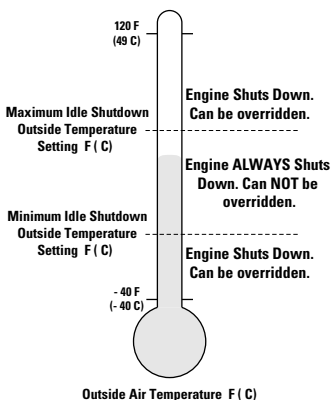 120 F
(49 C)
Engine Shuts Down.
Can be overridden.
Maximum Idle Shutdown
Outside Temperature
Setting F ( C)
Engine ALWAYS Shuts
Down. Can NOT be
overridden.
Minimum Idle Shutdown
Outside Temperature
Setting F ( C)
Engine Shuts Down.
Can be overridden.
- 40 F
(- 40 C)
Outside Air Temperature F ( C)